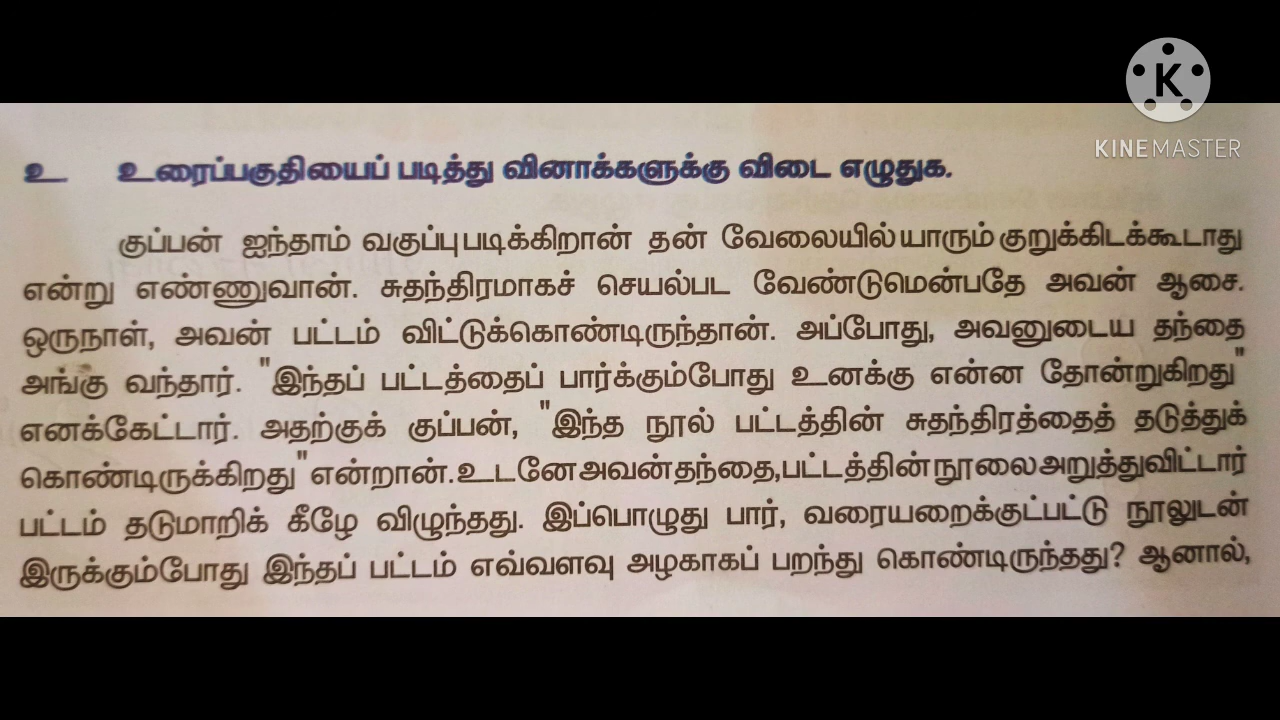 K
KINEMASTER
உ. உரைப்பகுதியைப் படித்து வினாக்களுக்கு விடை எழுதுக.
குப்பன் ஐந்தாம் வகுப்பு படிக்கிறான் தன் வேலையில் யாரும் குறுக்கிடக்கூடாது
என்று எண்ணுவான். சுதந்திரமாகச் செயல்பட வேண்டுமென்பதே அவன் ஆசை.
ஒருநாள், அவன் பட்டம் விட்டுக்கொண்டிருந்தான். அப்போது, அவனுடைய தந்தை
அங்கு வந்தார். "இந்தப் பட்டத்தைப் பார்க்கும்போது உனக்கு என்ன தோன்றுகிறது"
எனக்கேட்டார். அதற்குக் குப்பன், "இந்த நூல் பட்டத்தின் சுதந்திரத்தைத் தடுத்துக்
கொண்டிருக்கிறது" என்றான். உடனே அவன் தந்தை, பட்டத்தின் நூலை அறுத்துவிட்டார்
பட்டம் தடுமாறிக் கீழே விழுந்தது. இப்பொழுது பார், வரையறைக்குட்பட்டு நூலுடன்
இருக்கும்போது இந்தப் பட்டம் எவ்வளவு அழகாகப் பறந்து கொண்டிருந்தது? ஆனால்,